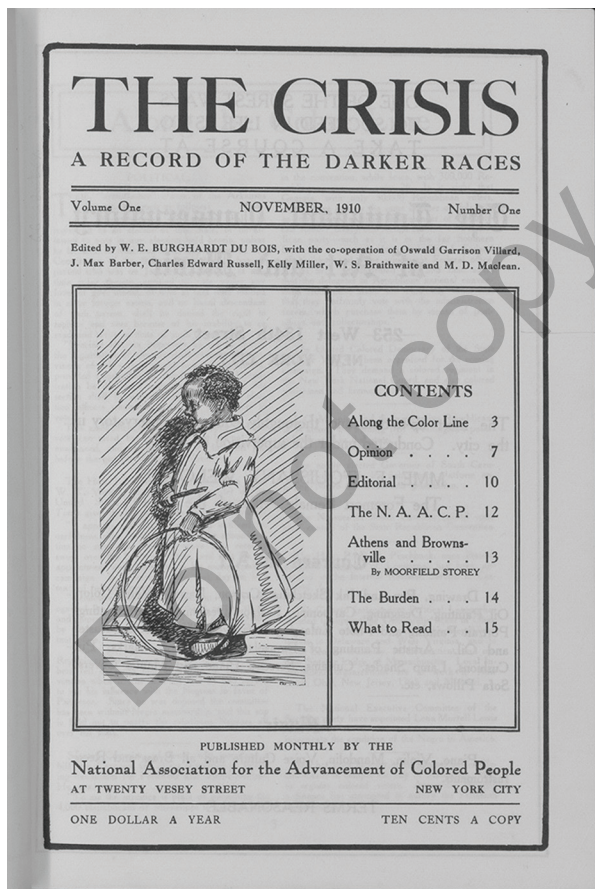 THE CRISIS
A RECORD OF THE DARKER RACES
Volume One NOVEMBER, 1910 Number One
Edited by W. E. BURGHARDT DU BOIS, with the co-operation of Oswald Garrison Villard,
J. Max Barber, Charles Edward Russell, Kelly Miller, W. S. Braithwaite and M. D. Maclean.
CONTENTS
Along the Color Line 3
Opinion . . . . 7
Editorial . . . . 10
The N. A. A. C. P. 12
Athens and Browns-
ville . . . . 13
By MOORFIELD STOREY
The Burden . . . 14
What to Read . . 15
PUBLISHED MONTHLY BY THE
National Association for the Advancement of Colored People
AT TWENTY VESEY STREET NEW YORK CITY
ONE DOLLAR A YEAR TEN CENTS A COPY
Do not copy